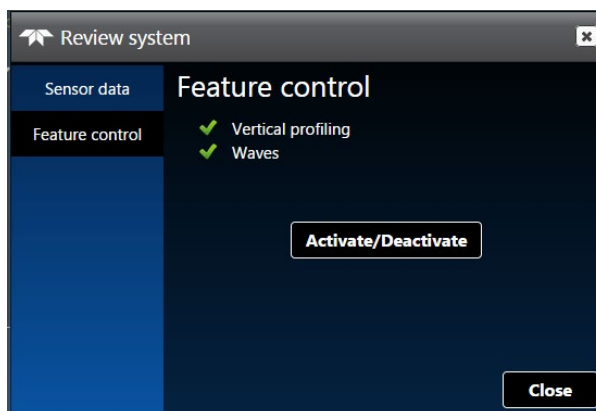 Review system
Sensor data
Feature control
Feature control
Vertical profiling
Waves
Activate/Deactivate
Close